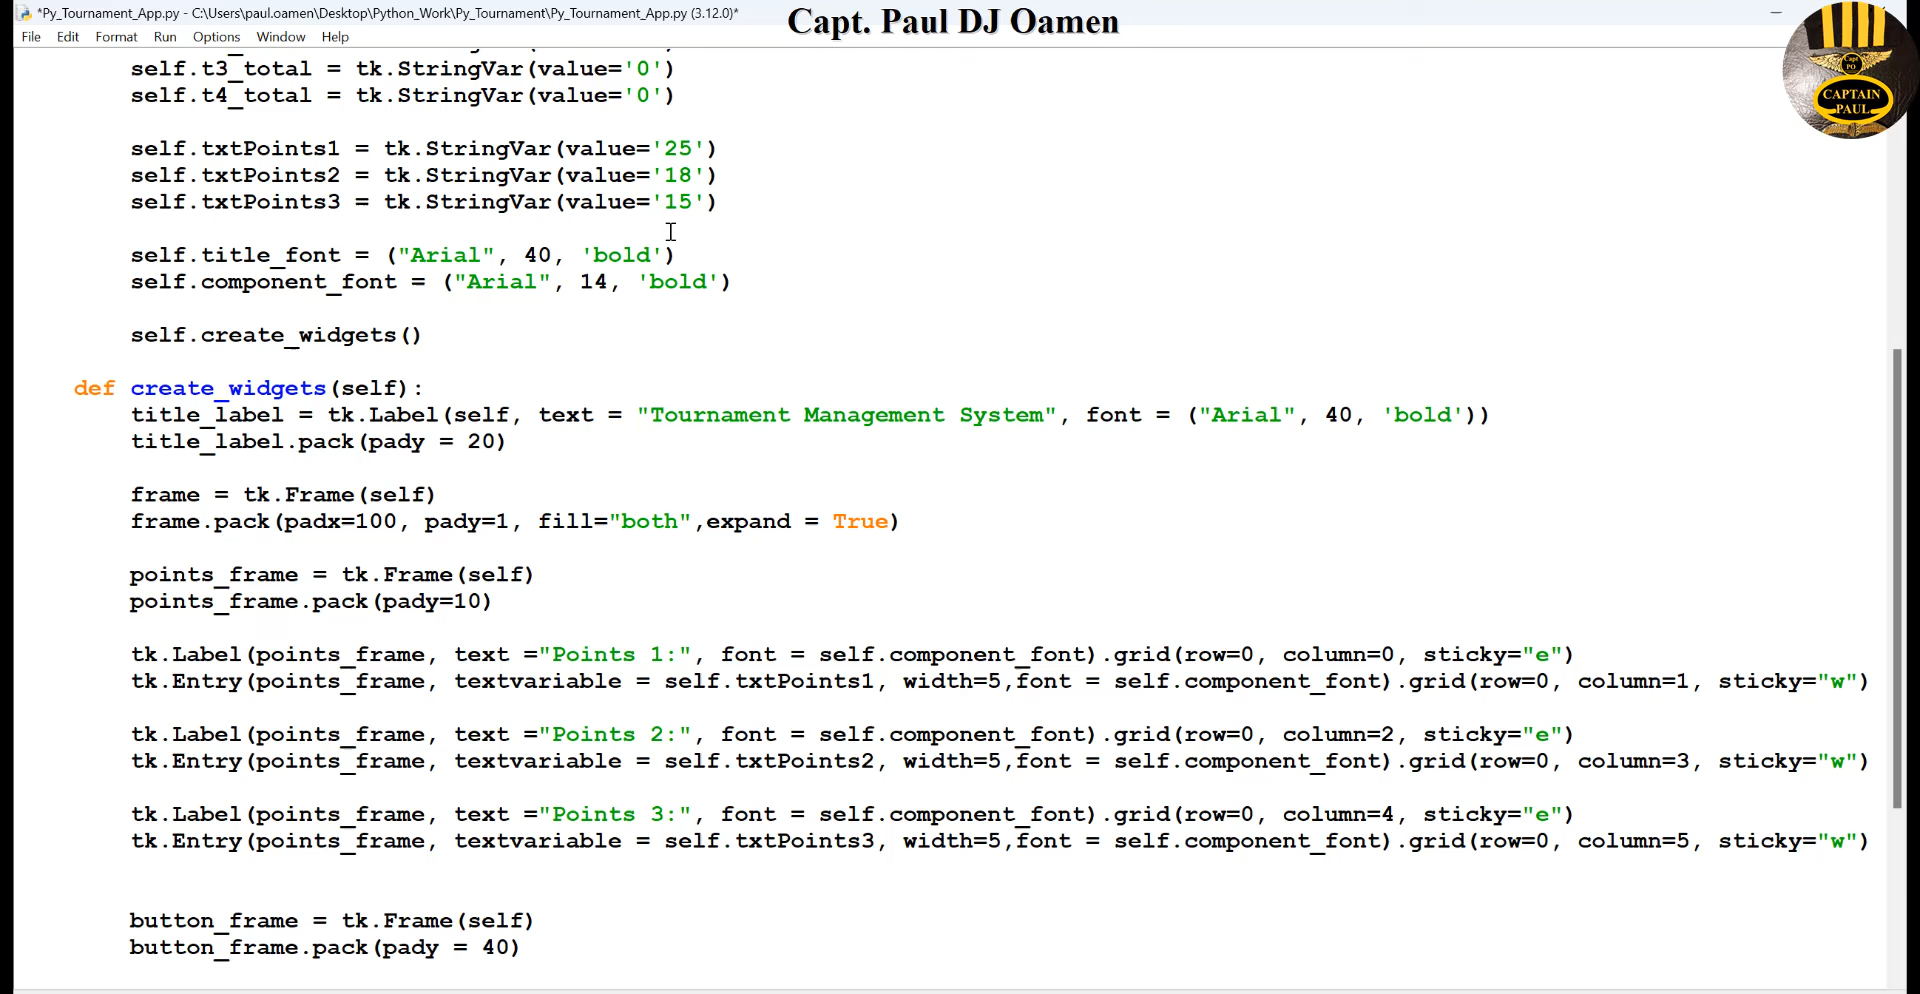 *Py_Tournament_App.py - C:\Users\paul.oamen\Desktop\Python_Work\Py_Tournament\Py_Tournament_App.py (3.12.0)*
Capt. Paul DJ Oamen
File Edit Format Run Options Window Help
Capt
PO
CAPTAIN
PAUL
self.t3_total = tk.StringVar(value='0')
self.t4_total = tk.StringVar(value='0')
self.txtPoints1 = tk.StringVar(value='25')
self.txtPoints2 = tk.StringVar(value='18')
self.txtPoints3 = tk.StringVar(value='15')
self.title_font = ("Arial", 40, 'bold')
self.component_font = ("Arial", 14, 'bold')
self.create_widgets()
def create_widgets(self):
title_label = tk.Label(self, text = "Tournament Management System", font = ("Arial", 40, 'bold'))
title_label.pack(pady = 20)
frame = tk.Frame(self)
frame.pack(padx=100, pady=1, fill="both",expand = True)
points_frame = tk.Frame(self)
points_frame.pack(pady=10)
tk.Label(points_frame, text ="Points 1:", font = self.component_font).grid(row=0, column=0, sticky="e")
tk.Entry(points_frame, textvariable = self.txtPoints1, width=5,font = self.component_font).grid(row=0, column=1, sticky="w")
tk.Label(points_frame, text ="Points 2:", font = self.component_font).grid(row=0, column=2, sticky="e")
tk.Entry(points_frame, textvariable = self.txtPoints2, width=5,font = self.component_font).grid(row=0, column=3, sticky="w")
tk.Label(points_frame, text ="Points 3:", font = self.component_font).grid(row=0, column=4, sticky="e")
tk.Entry(points_frame, textvariable = self.txtPoints3, width=5,font = self.component_font).grid(row=0, column=5, sticky="w")
button_frame = tk.Frame(self)
button_frame.pack(pady = 40)